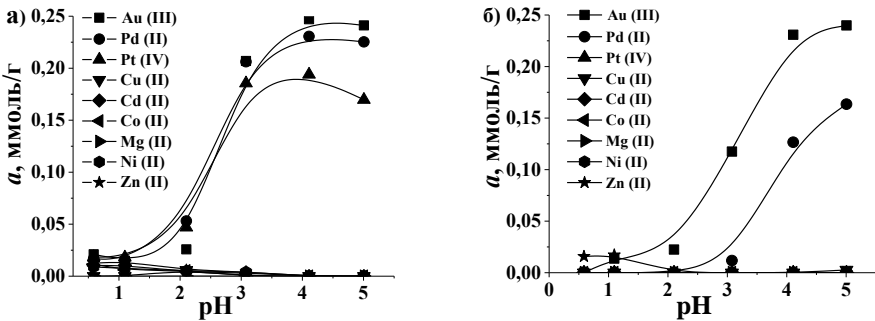 а)
0,25
0,20
0,15
0,10
0,05
0,00
a, ммоль/г
Au (III)
Pd (II)
Pt (IV)
Cu (II)
Cd (II)
Co (II)
Mg (II)
Ni (II)
Zn (II)
1 2 3 4 5
pH
б)
0,25
0,20
0,15
0,10
0,05
0,00
a, ммоль/г
Au (III)
Pd (II)
Pt (IV)
Cu (II)
Cd (II)
Co (II)
Mg (II)
Ni (II)
Zn (II)
0 1 2 3 4 5
pH